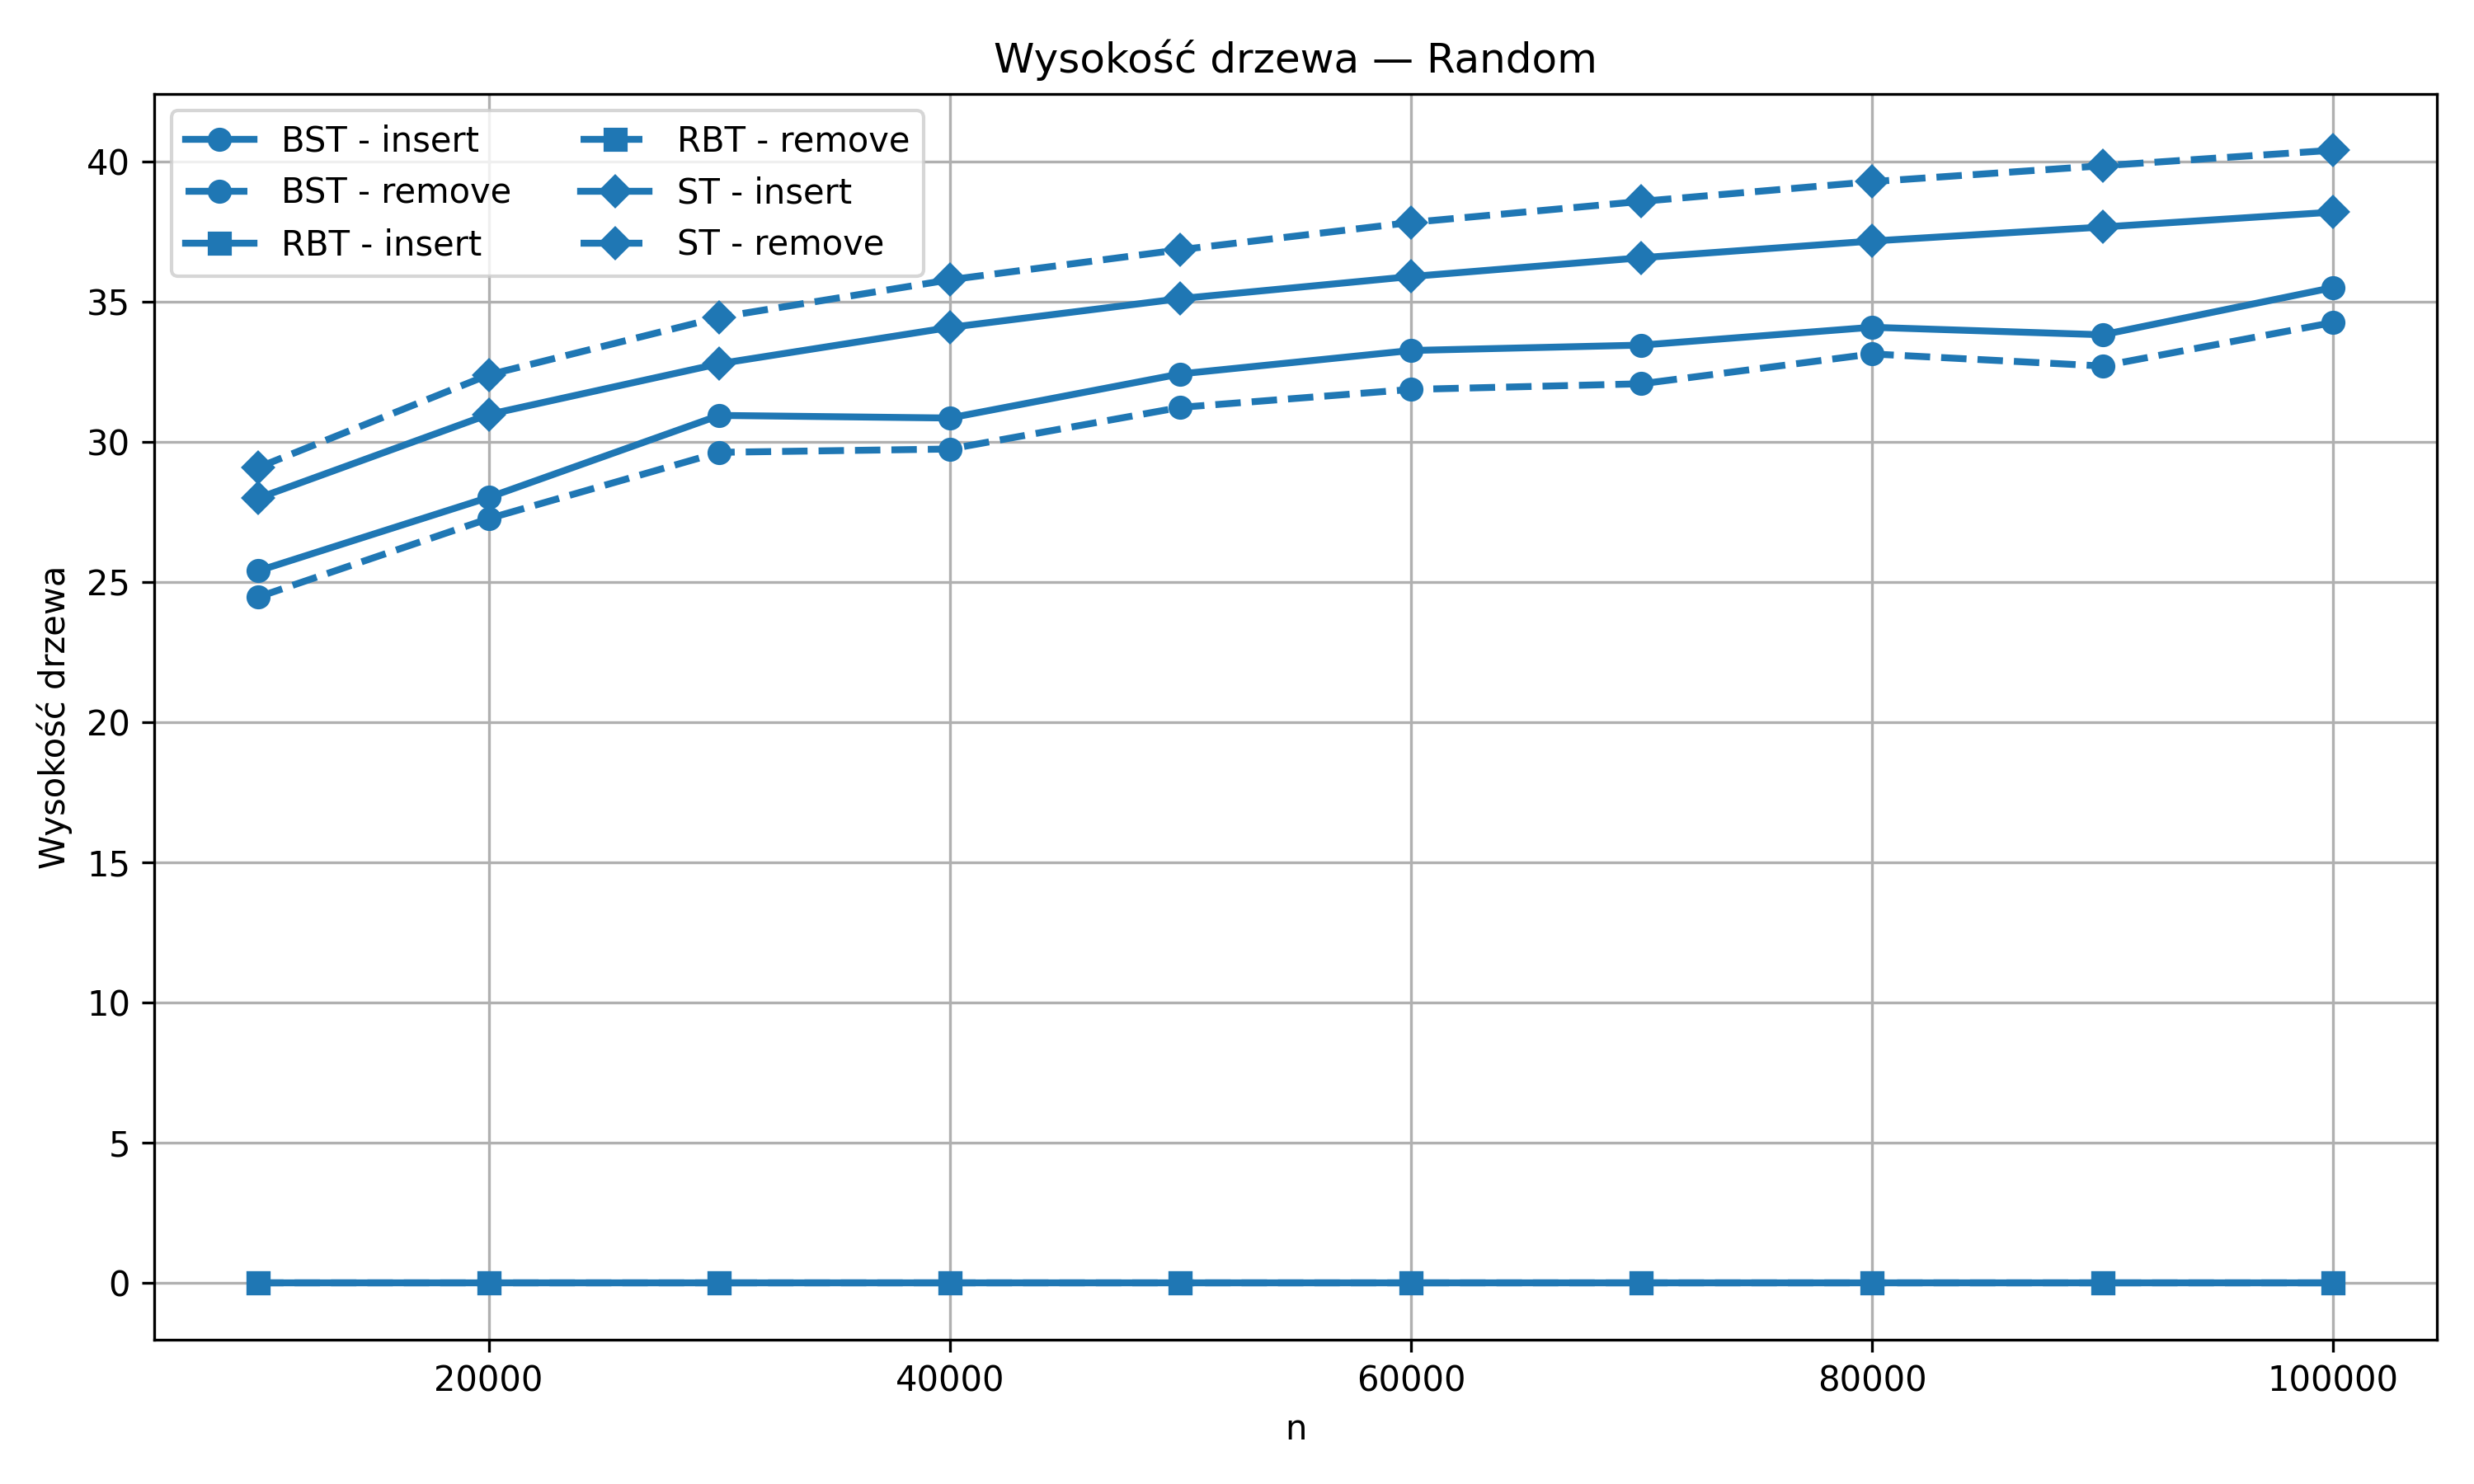 Wysokość drzewa — Random
BST - insert
BST - remove
RBT - insert
RBT - remove
ST - insert
ST - remove
Wysokość drzewa
40
35
30
25
20
15
10
5
0
20000
40000
60000
80000
100000
n